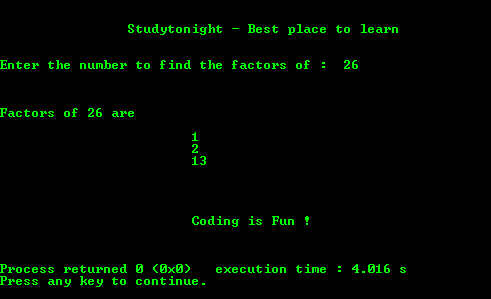 Studytonight - Best place to learn
Enter the number to find the factors of :  26
Factors of 26 are
1
2
13
Coding is Fun !
Process returned 0 (0x0)   execution time : 4.016 s
Press any key to continue.